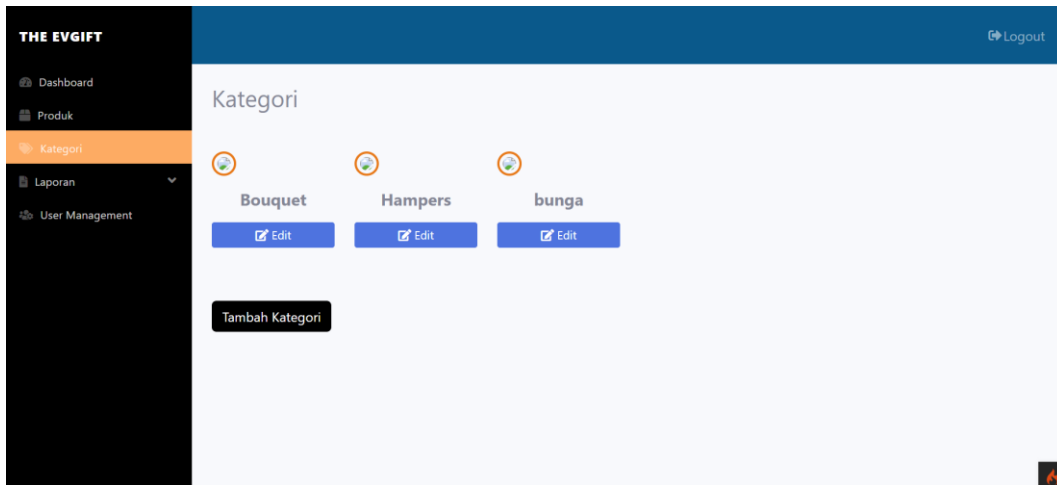 THE EVGIFT
Logout
Dashboard
Produk
Kategori
Laporan
User Management
Kategori
Bouquet
Hampers
bunga
Edit
Edit
Edit
Tambah Kategori